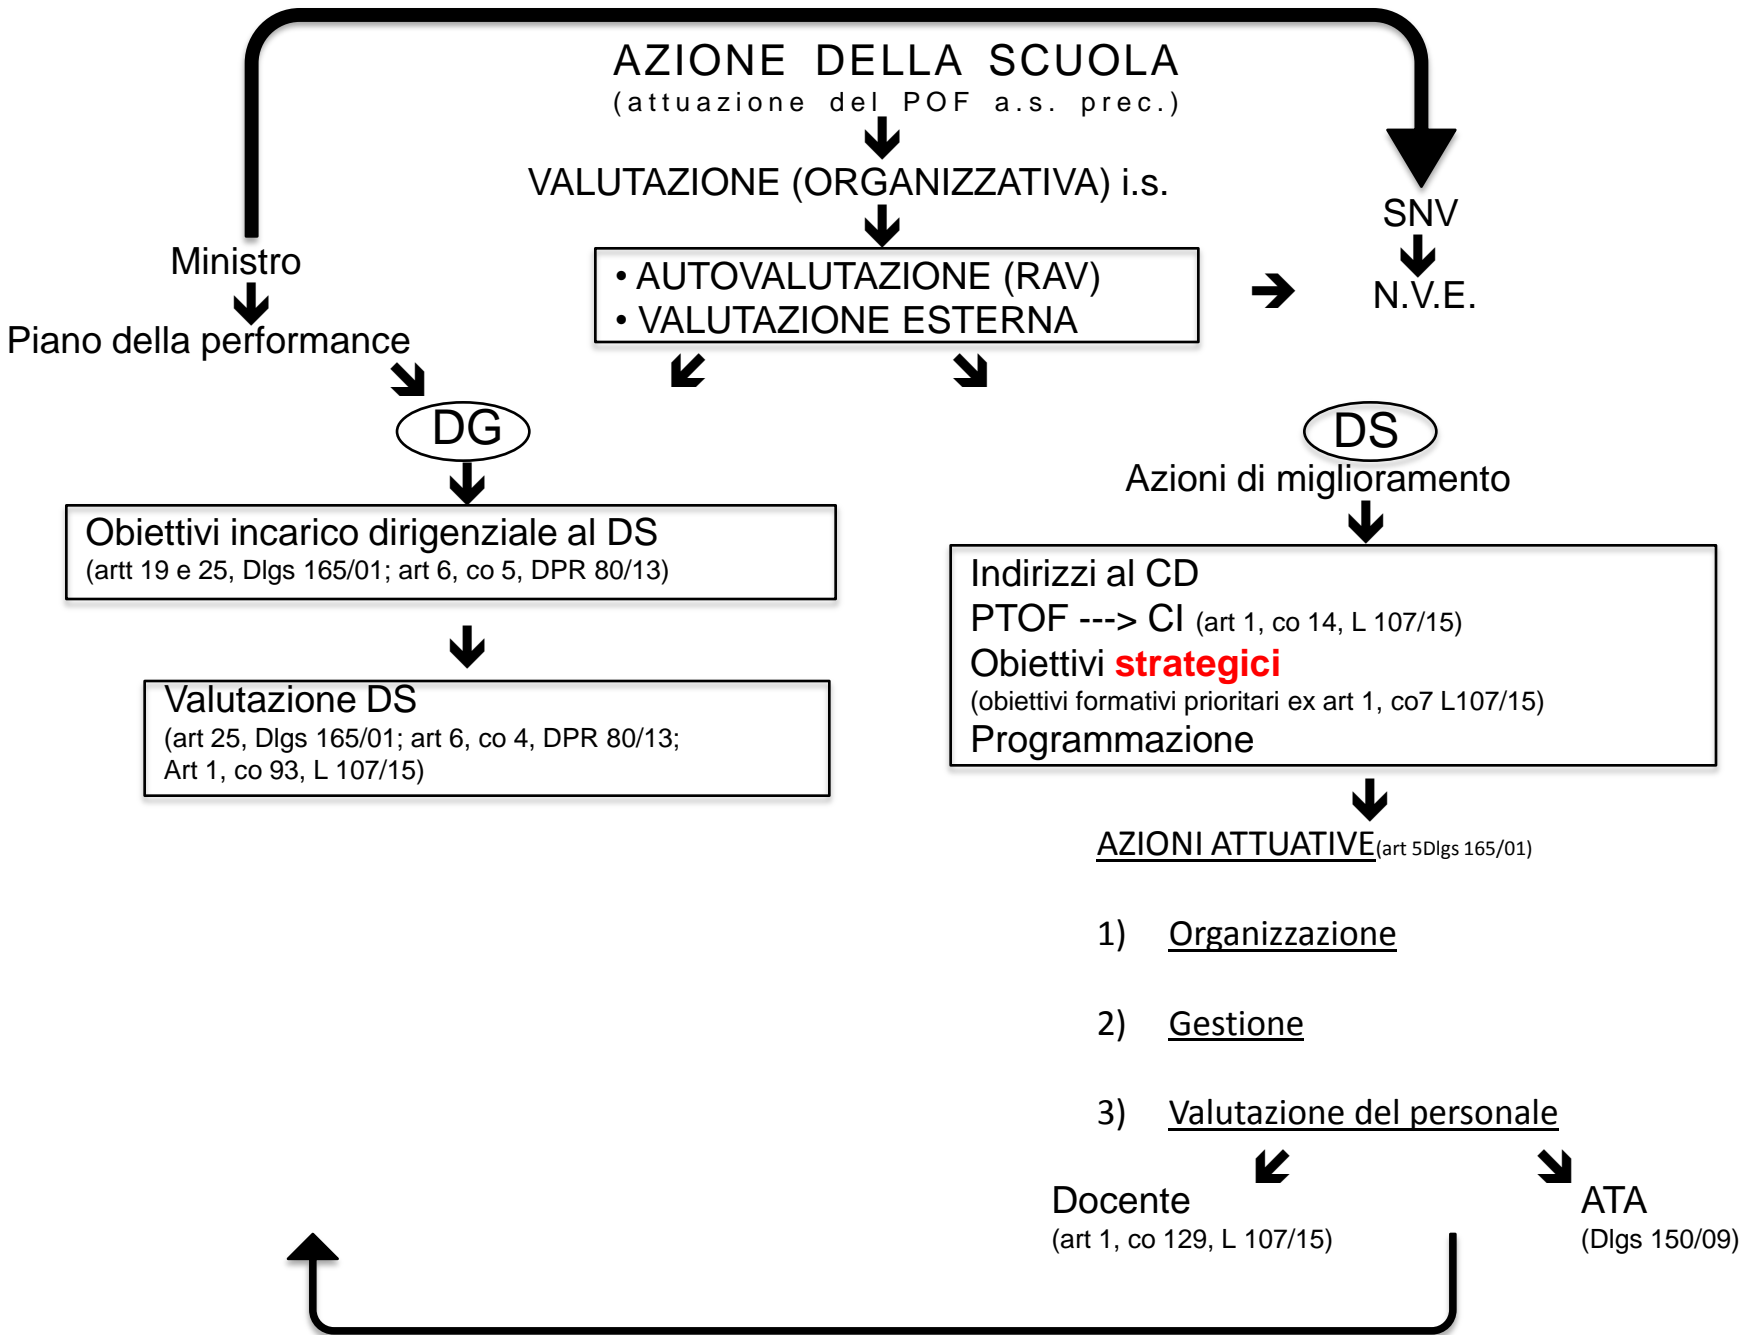 AZIONE DELLA SCUOLA
(attuazione del POF a.s. prec.)
VALUTAZIONE (ORGANIZZATIVA) i.s.
SNV
Ministro
• AUTOVALUTAZIONE (RAV)
• VALUTAZIONE ESTERNA
N.V.E.
Piano della performance
DG
DS
Azioni di miglioramento
Obiettivi incarico dirigenziale al DS
(artt 19 e 25, Dlgs 165/01; art 6, co 5, DPR 80/13)
Valutazione DS
(art 25, Dlgs 165/01; art 6, co 4, DPR 80/13;
Art 1, co 93, L 107/15)
Indirizzi al CD
PTOF ---> CI (art 1, co 14, L 107/15)
Obiettivi strategici
(obiettivi formativi prioritari ex art 1, co7 L107/15)
Programmazione
AZIONI ATTUATIVE(art 5Dlgs 165/01)
1) Organizzazione
2) Gestione
3) Valutazione del personale
Docente
(art 1, co 129, L 107/15)
ATA
(Dlgs 150/09)